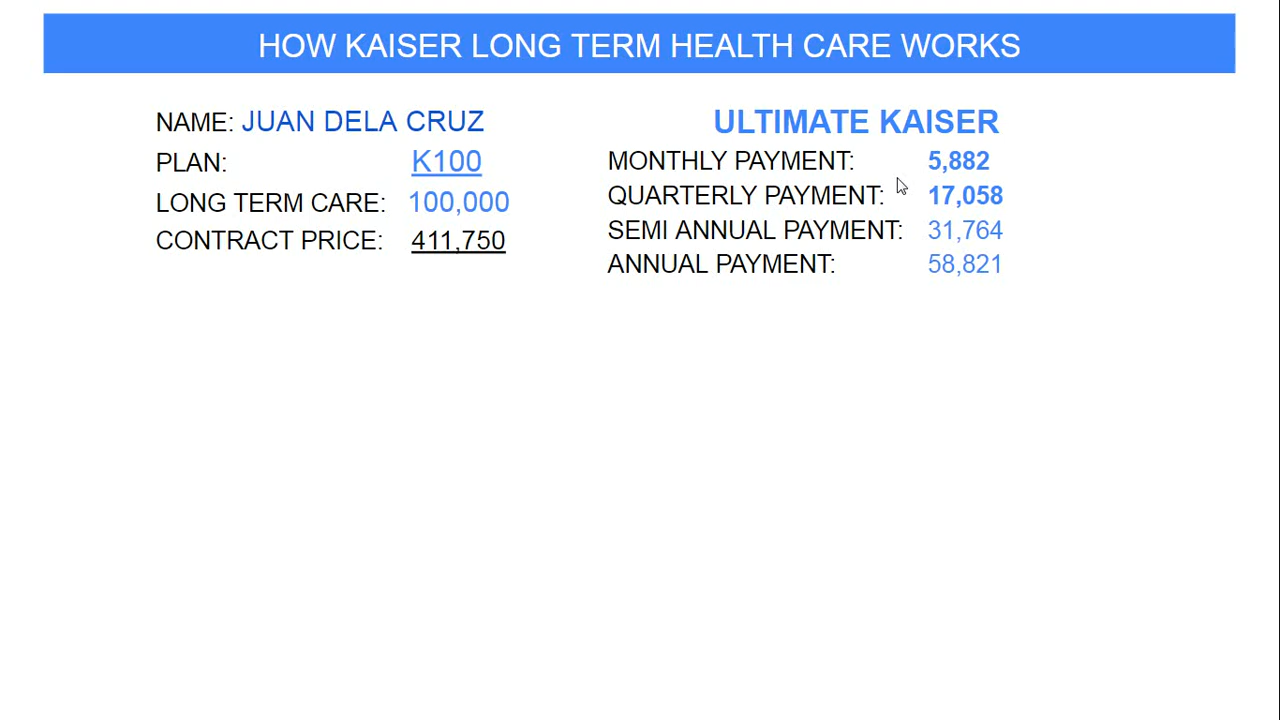 HOW KAISER LONG TERM HEALTH CARE WORKS
NAME: JUAN DELA CRUZ
PLAN: K100
LONG TERM CARE: 100,000
CONTRACT PRICE: 411,750
ULTIMATE KAISER
MONTHLY PAYMENT: 5,882
QUARTERLY PAYMENT: 17,058
SEMI ANNUAL PAYMENT: 31,764
ANNUAL PAYMENT: 58,821